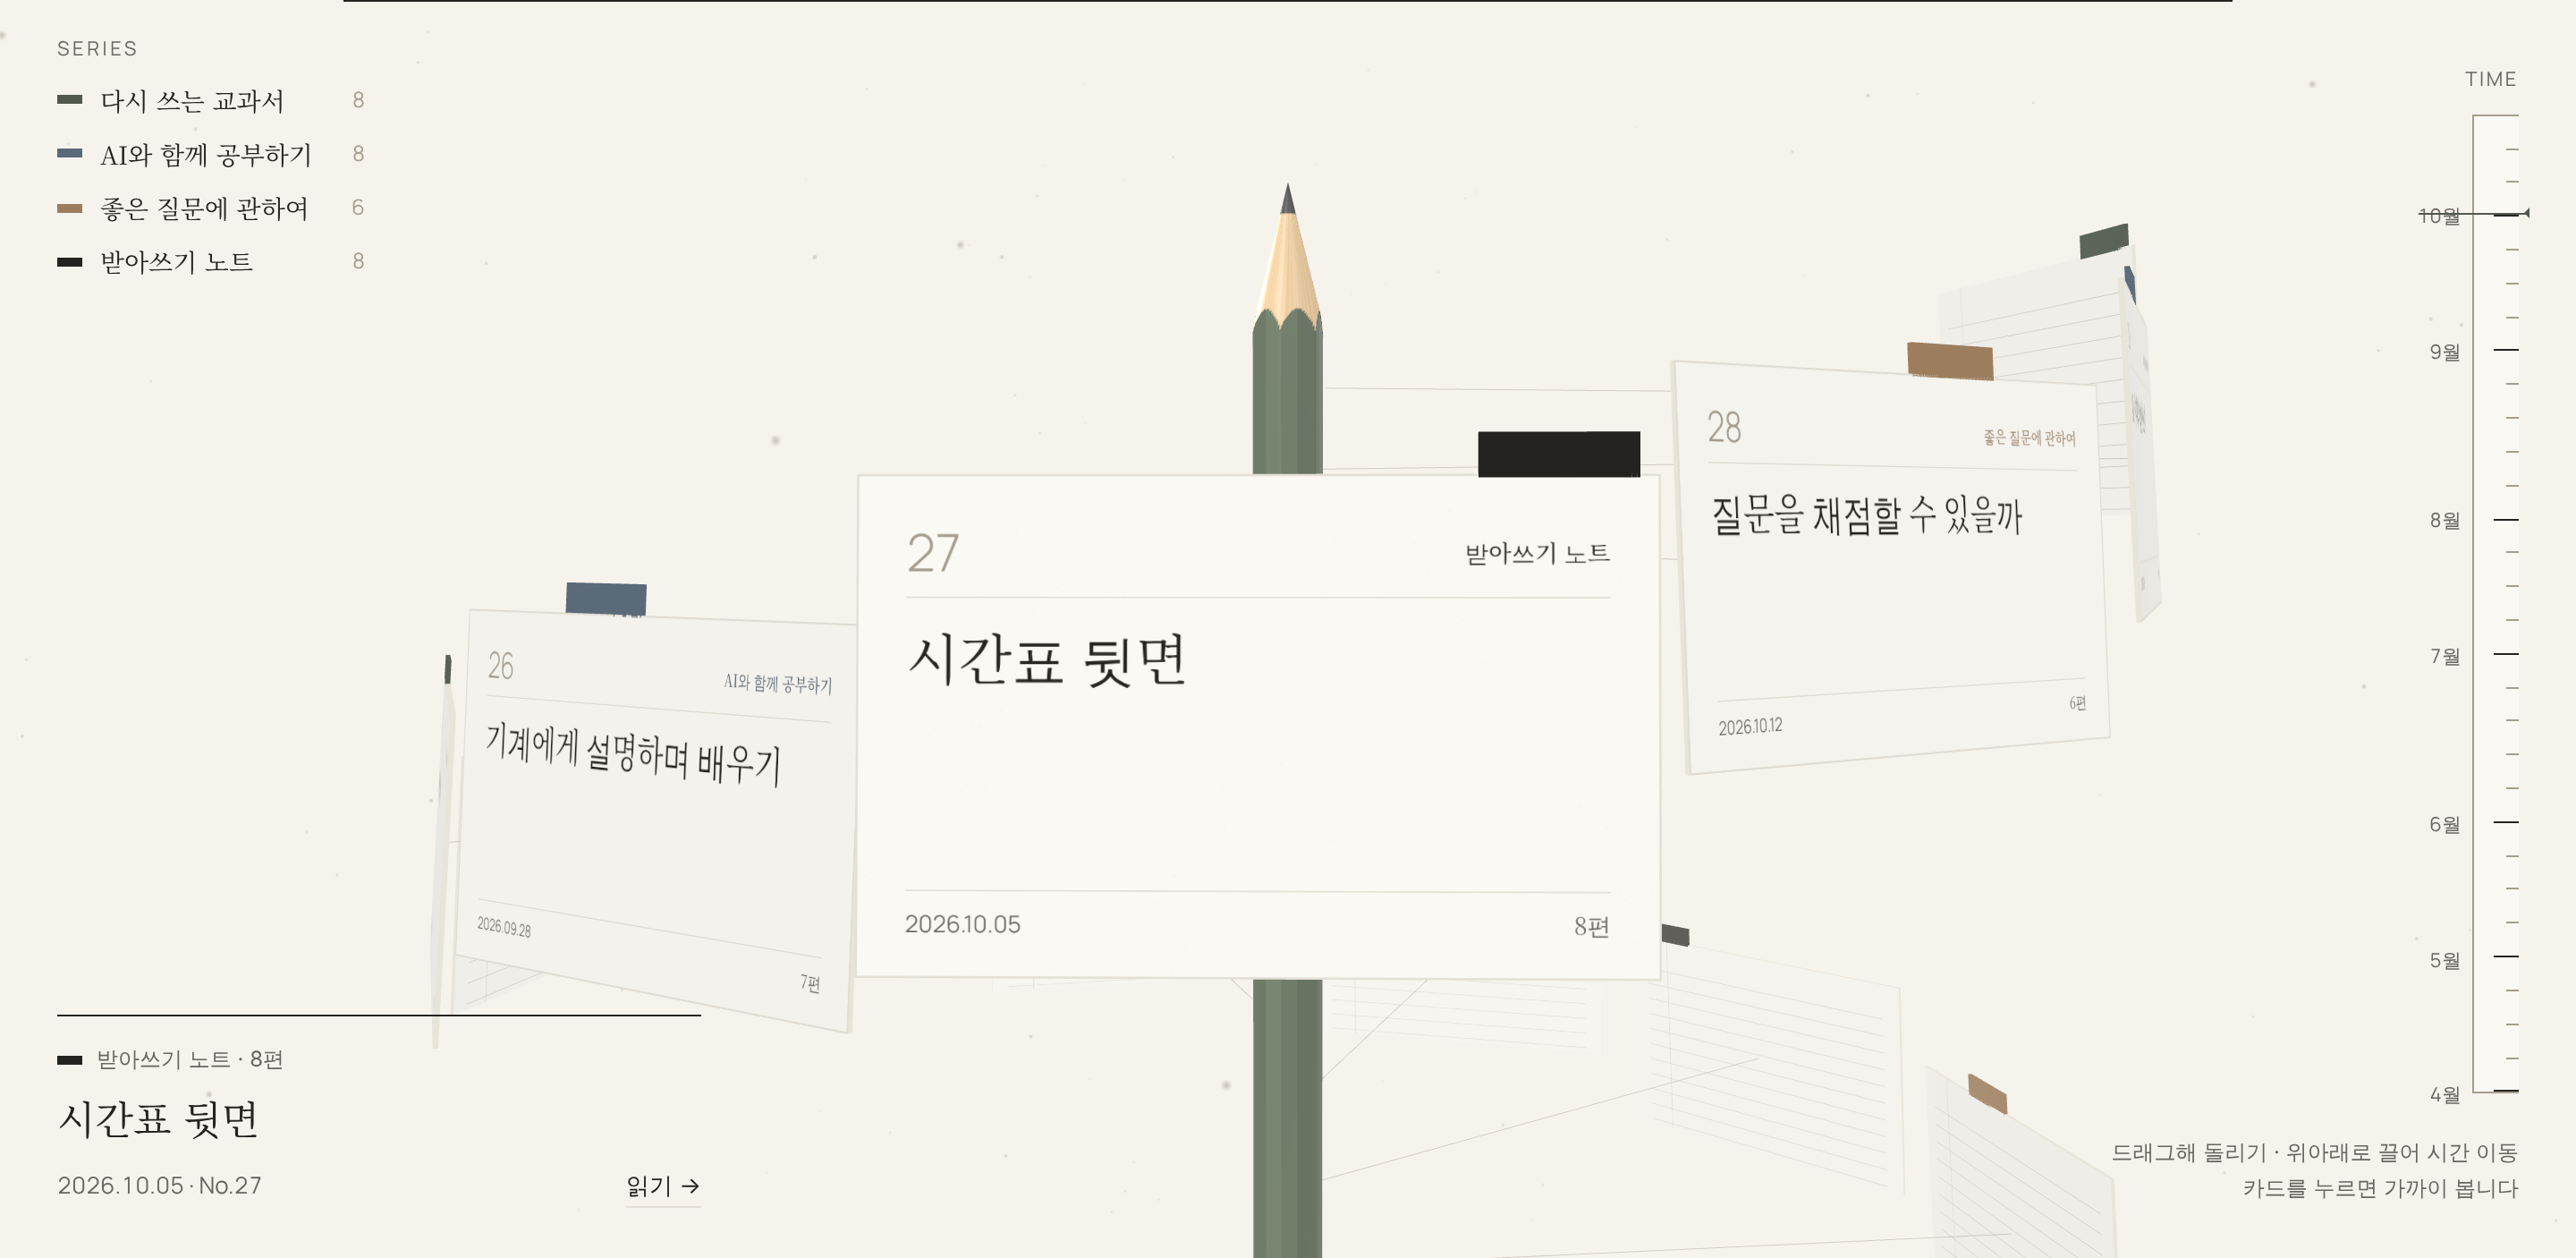 SERIES
다시 쓰는 교과서 8
AI와 함께 공부하기 8
좋은 질문에 관하여 6
받아쓰기 노트 8
TIME
10월
9월
8월
7월
6월
5월
4월
28 좋은 질문에 관하여
질문을 채점할 수 있을까
2026.10.12 6편
27 받아쓰기 노트
시간표 뒷면
2026.10.05 8편
26 AI와 함께 공부하기
기계에게 설명하며 배우기
2026.09.28 7편
받아쓰기 노트 · 8편
시간표 뒷면
2026.10.05 · No.27 읽기 →
드래그해 돌리기 · 위아래로 끌어 시간 이동
카드를 누르면 가까이 봅니다